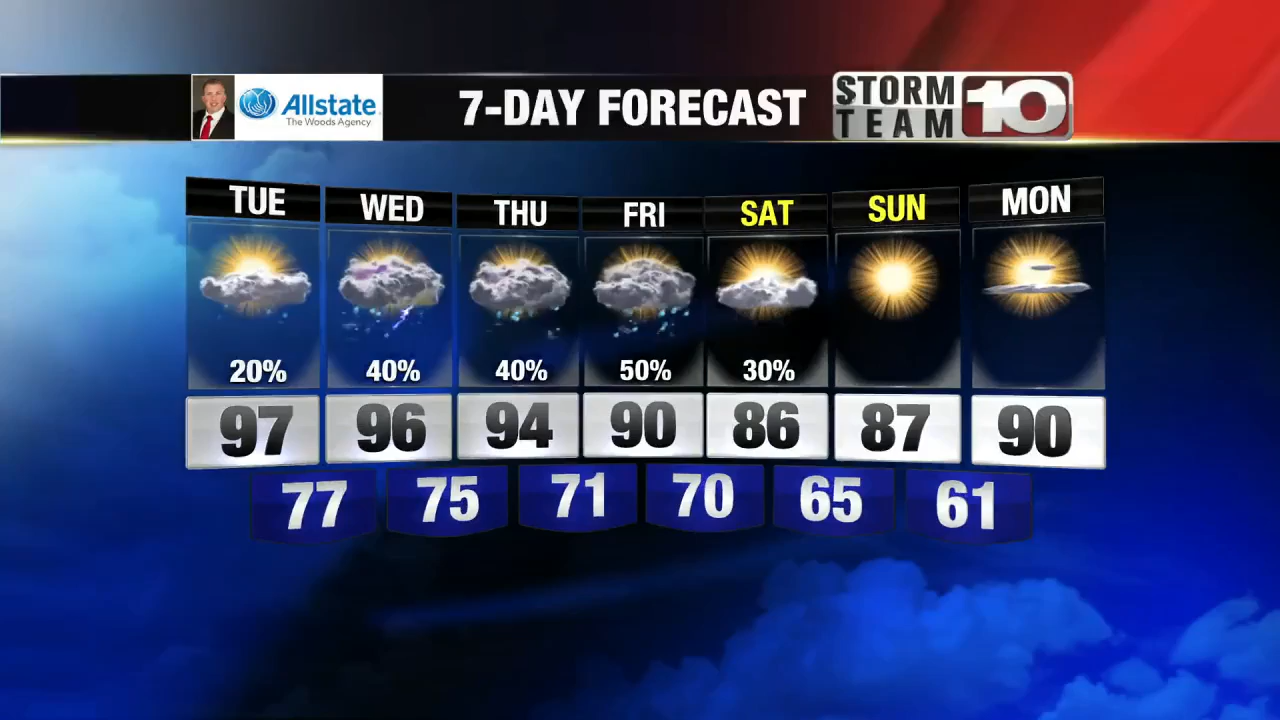 Allstate
The Woods Agency
7-DAY FORECAST
STORM
TEAM
10
TUE WED THU FRI SAT SUN MON
20% 40% 40% 50% 30%
97 96 94 90 86 87 90
77 75 71 70 65 61